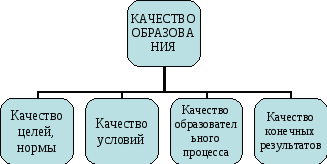 КАЧЕСТВО
ОБРАЗОВА
НИЯ
Качество
целей,
нормы
Качество
условий
Качество
образовател
ьного
процесса
Качество
конечных
результатов